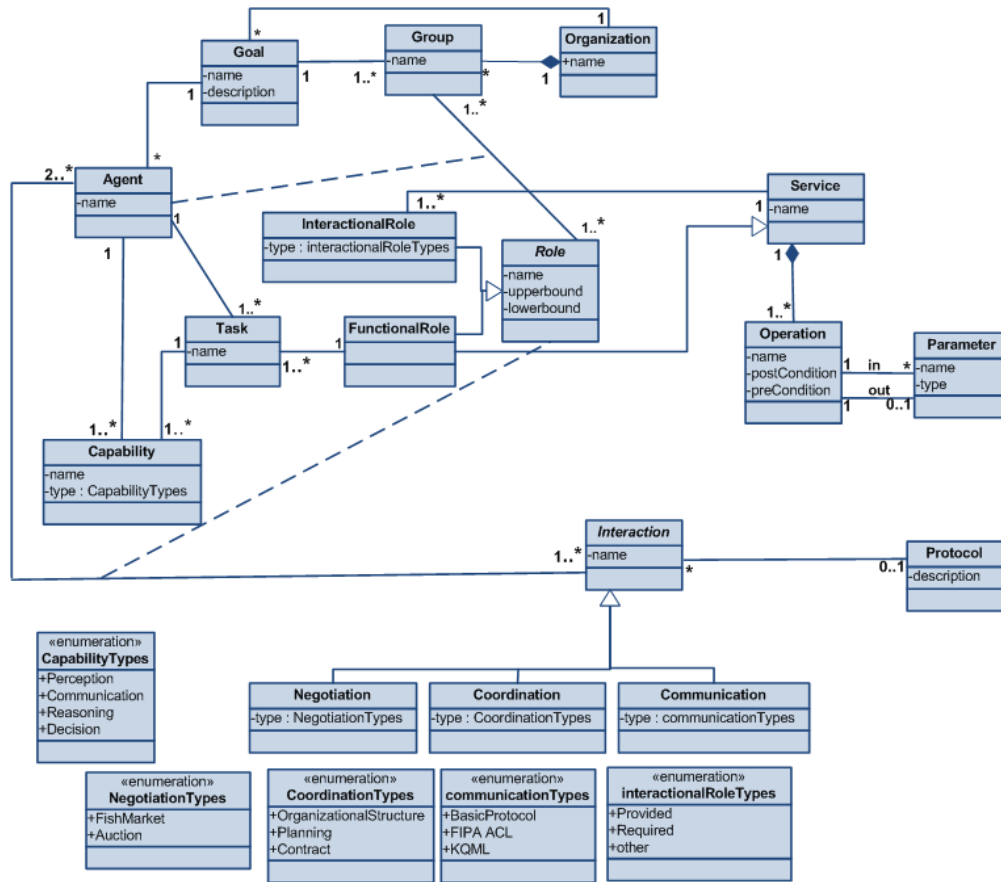 1
*
Goal
-name
-description
1
1..*
Group
-name
*
1
Organization
+name
1
1..*
*
2..*
Agent
-name
1
1
InteractionalRole
-type : interactionalRoleTypes
1..*
Service
-name
1
1
1..*
Role
-name
-upperbound
-lowerbound
1..*
Task
-name
1
1..*
1
FunctionalRole
1..*
Operation
-name
-postCondition
-preCondition
1
in
*
1
out
0..1
Parameter
-name
-type
1..*
1..*
Capability
-name
-type : CapabilityTypes
1..*
Interaction
-name
*
0..1
Protocol
-description
«enumeration»
CapabilityTypes
+Perception
+Communication
+Reasoning
+Decision
Negotiation
-type : NegotiationTypes
Coordination
-type : CoordinationTypes
Communication
-type : communicationTypes
«enumeration»
NegotiationTypes
+FishMarket
+Auction
«enumeration»
CoordinationTypes
+OrganizationalStructure
+Planning
+Contract
«enumeration»
communicationTypes
+BasicProtocol
+FIPA ACL
+KQML
«enumeration»
interactionalRoleTypes
+Provided
+Required
+other